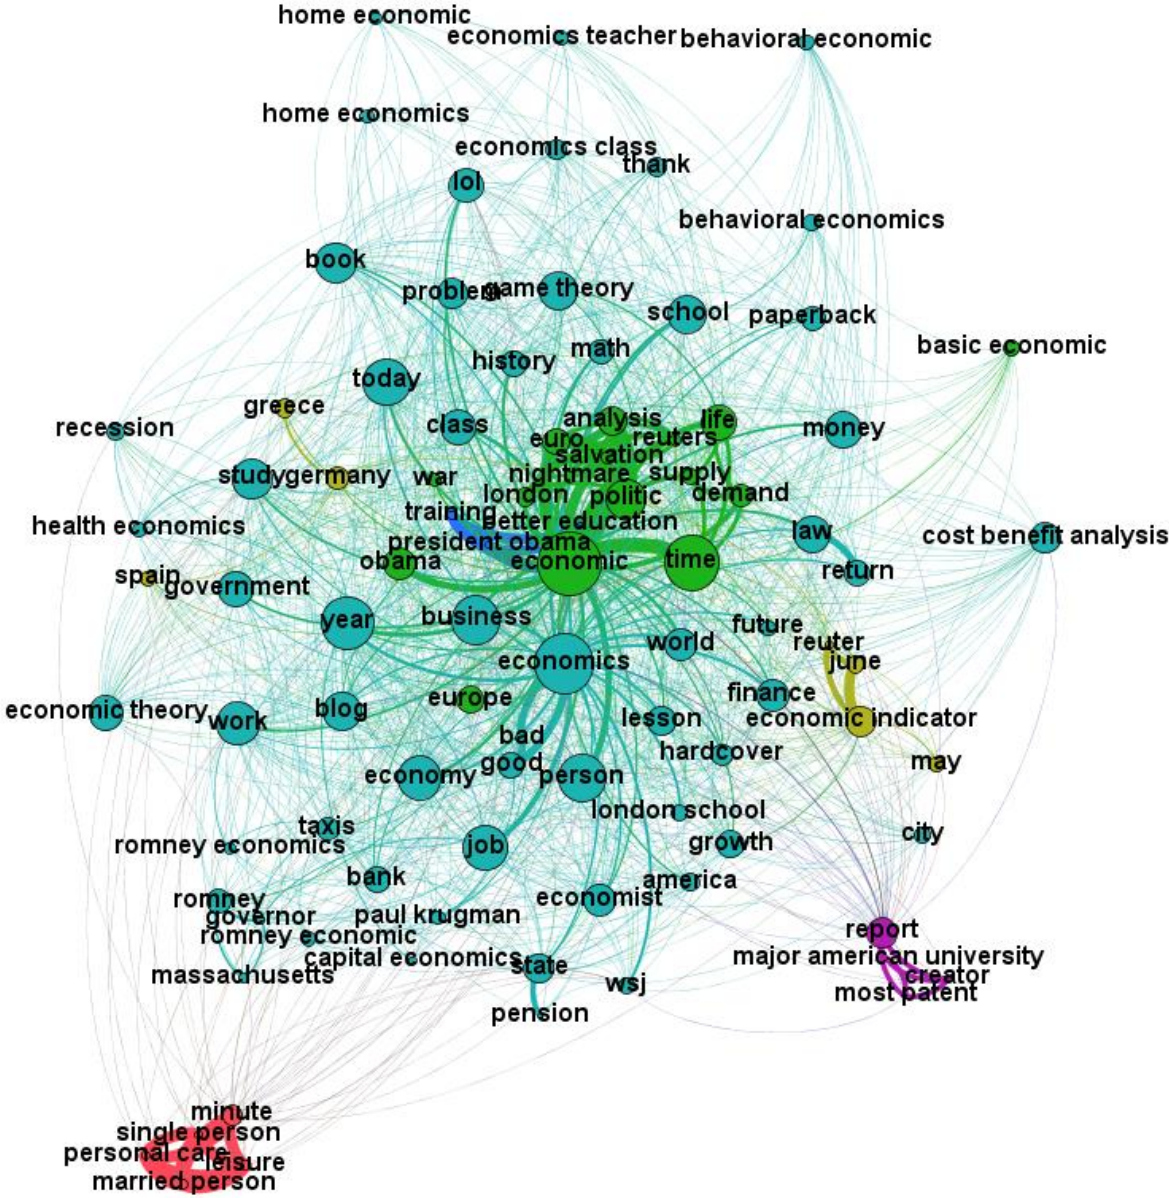 home economic
economics teacher
behavioral economic
home economics
economics class
thank
lol
behavioral economics
book
problem
game theory
school
paperback
basic economic
history
math
today
greece
analysis
life
recession
class
euro
reuters
money
salvation
study
germany
war
nightmare
supply
london
politic
demand
training
better education
health economics
law
cost benefit analysis
president obama
obama
economic
time
return
spain
government
year
business
future
world
reuter
economics
june
europe
finance
economic theory
work
blog
lesson
economic indicator
bad
hardcover
good
may
economy
person
london school
taxis
city
romney economics
job
growth
bank
america
romney
economist
governor
paul krugman
report
romney economic
capital economics
major american university
massachusetts
state
creator
wsj
most patent
pension
minute
single person
personal care
leisure
married person